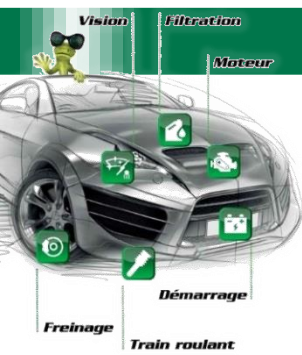 Vision
Filtration
Moteur
Démarrage
Freinage
Train roulant